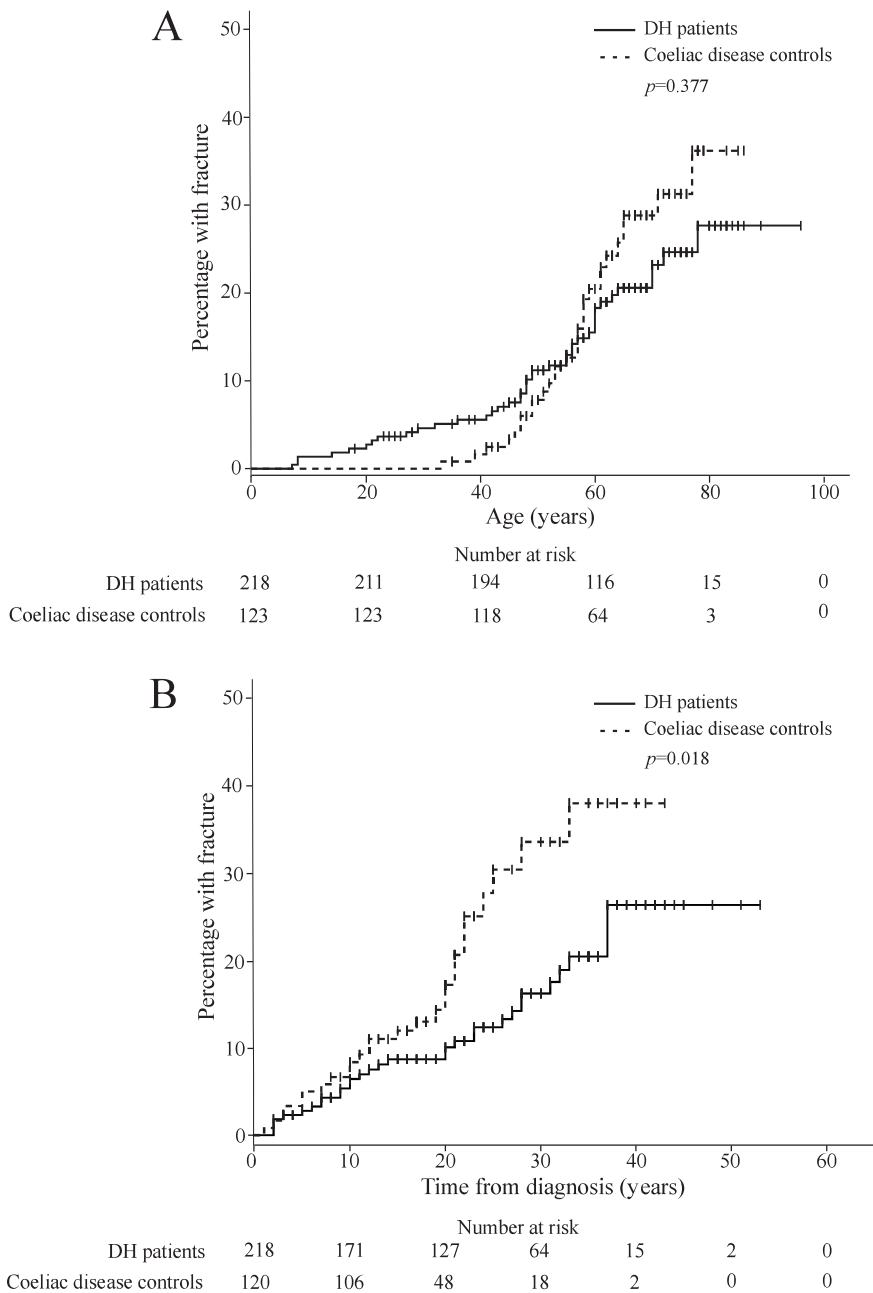 A
DH patients
Coeliac disease controls
p=0.377
50
40
30
20
10
0
Percentage with fracture
0 20 40 60 80 100
Age (years)
Number at risk
DH patients 218 211 194 116 15 0
Coeliac disease controls 123 123 118 64 3 0
B
DH patients
Coeliac disease controls
p=0.018
50
40
30
20
10
0
Percentage with fracture
0 10 20 30 40 50 60
Time from diagnosis (years)
Number at risk
DH patients 218 171 127 64 15 2 0
Coeliac disease controls 120 106 48 18 2 0 0